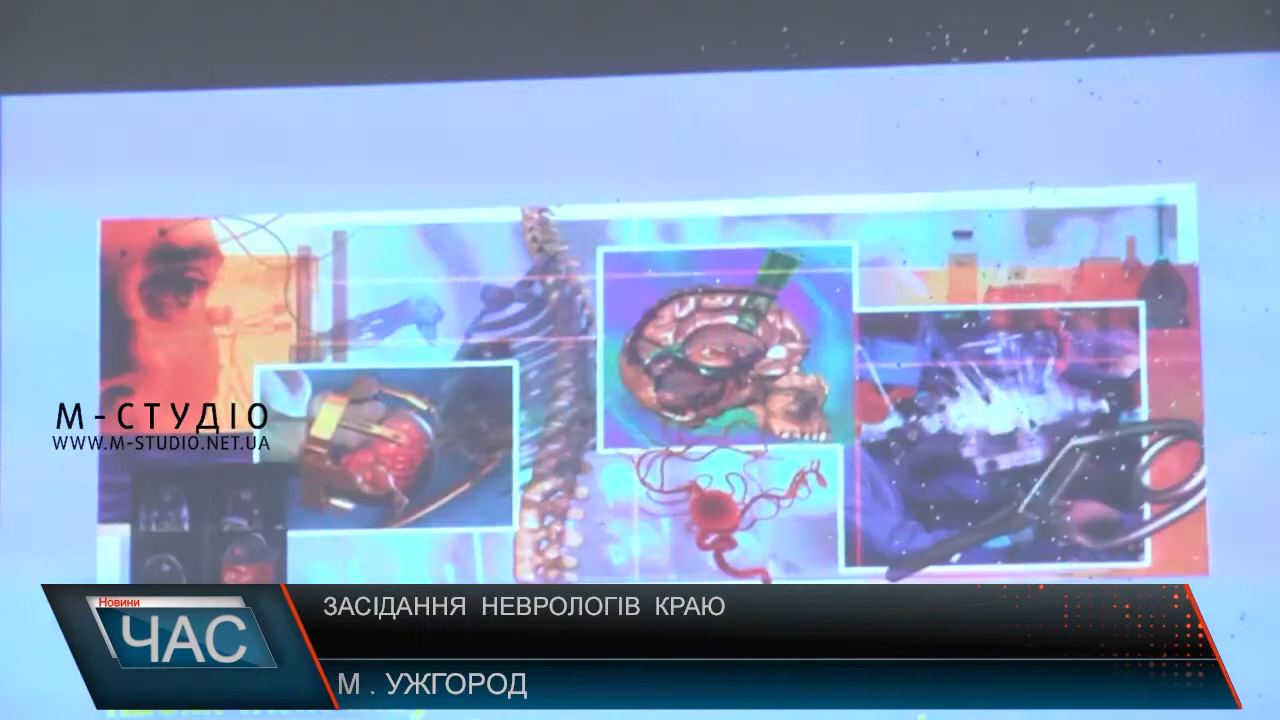 М-СТУДІО
WWW.M-STUDIO.NET.UA
Новини
ЧАС
ЗАСІДАННЯ НЕВРОЛОГІВ КРАЮ
М . УЖГОРОД